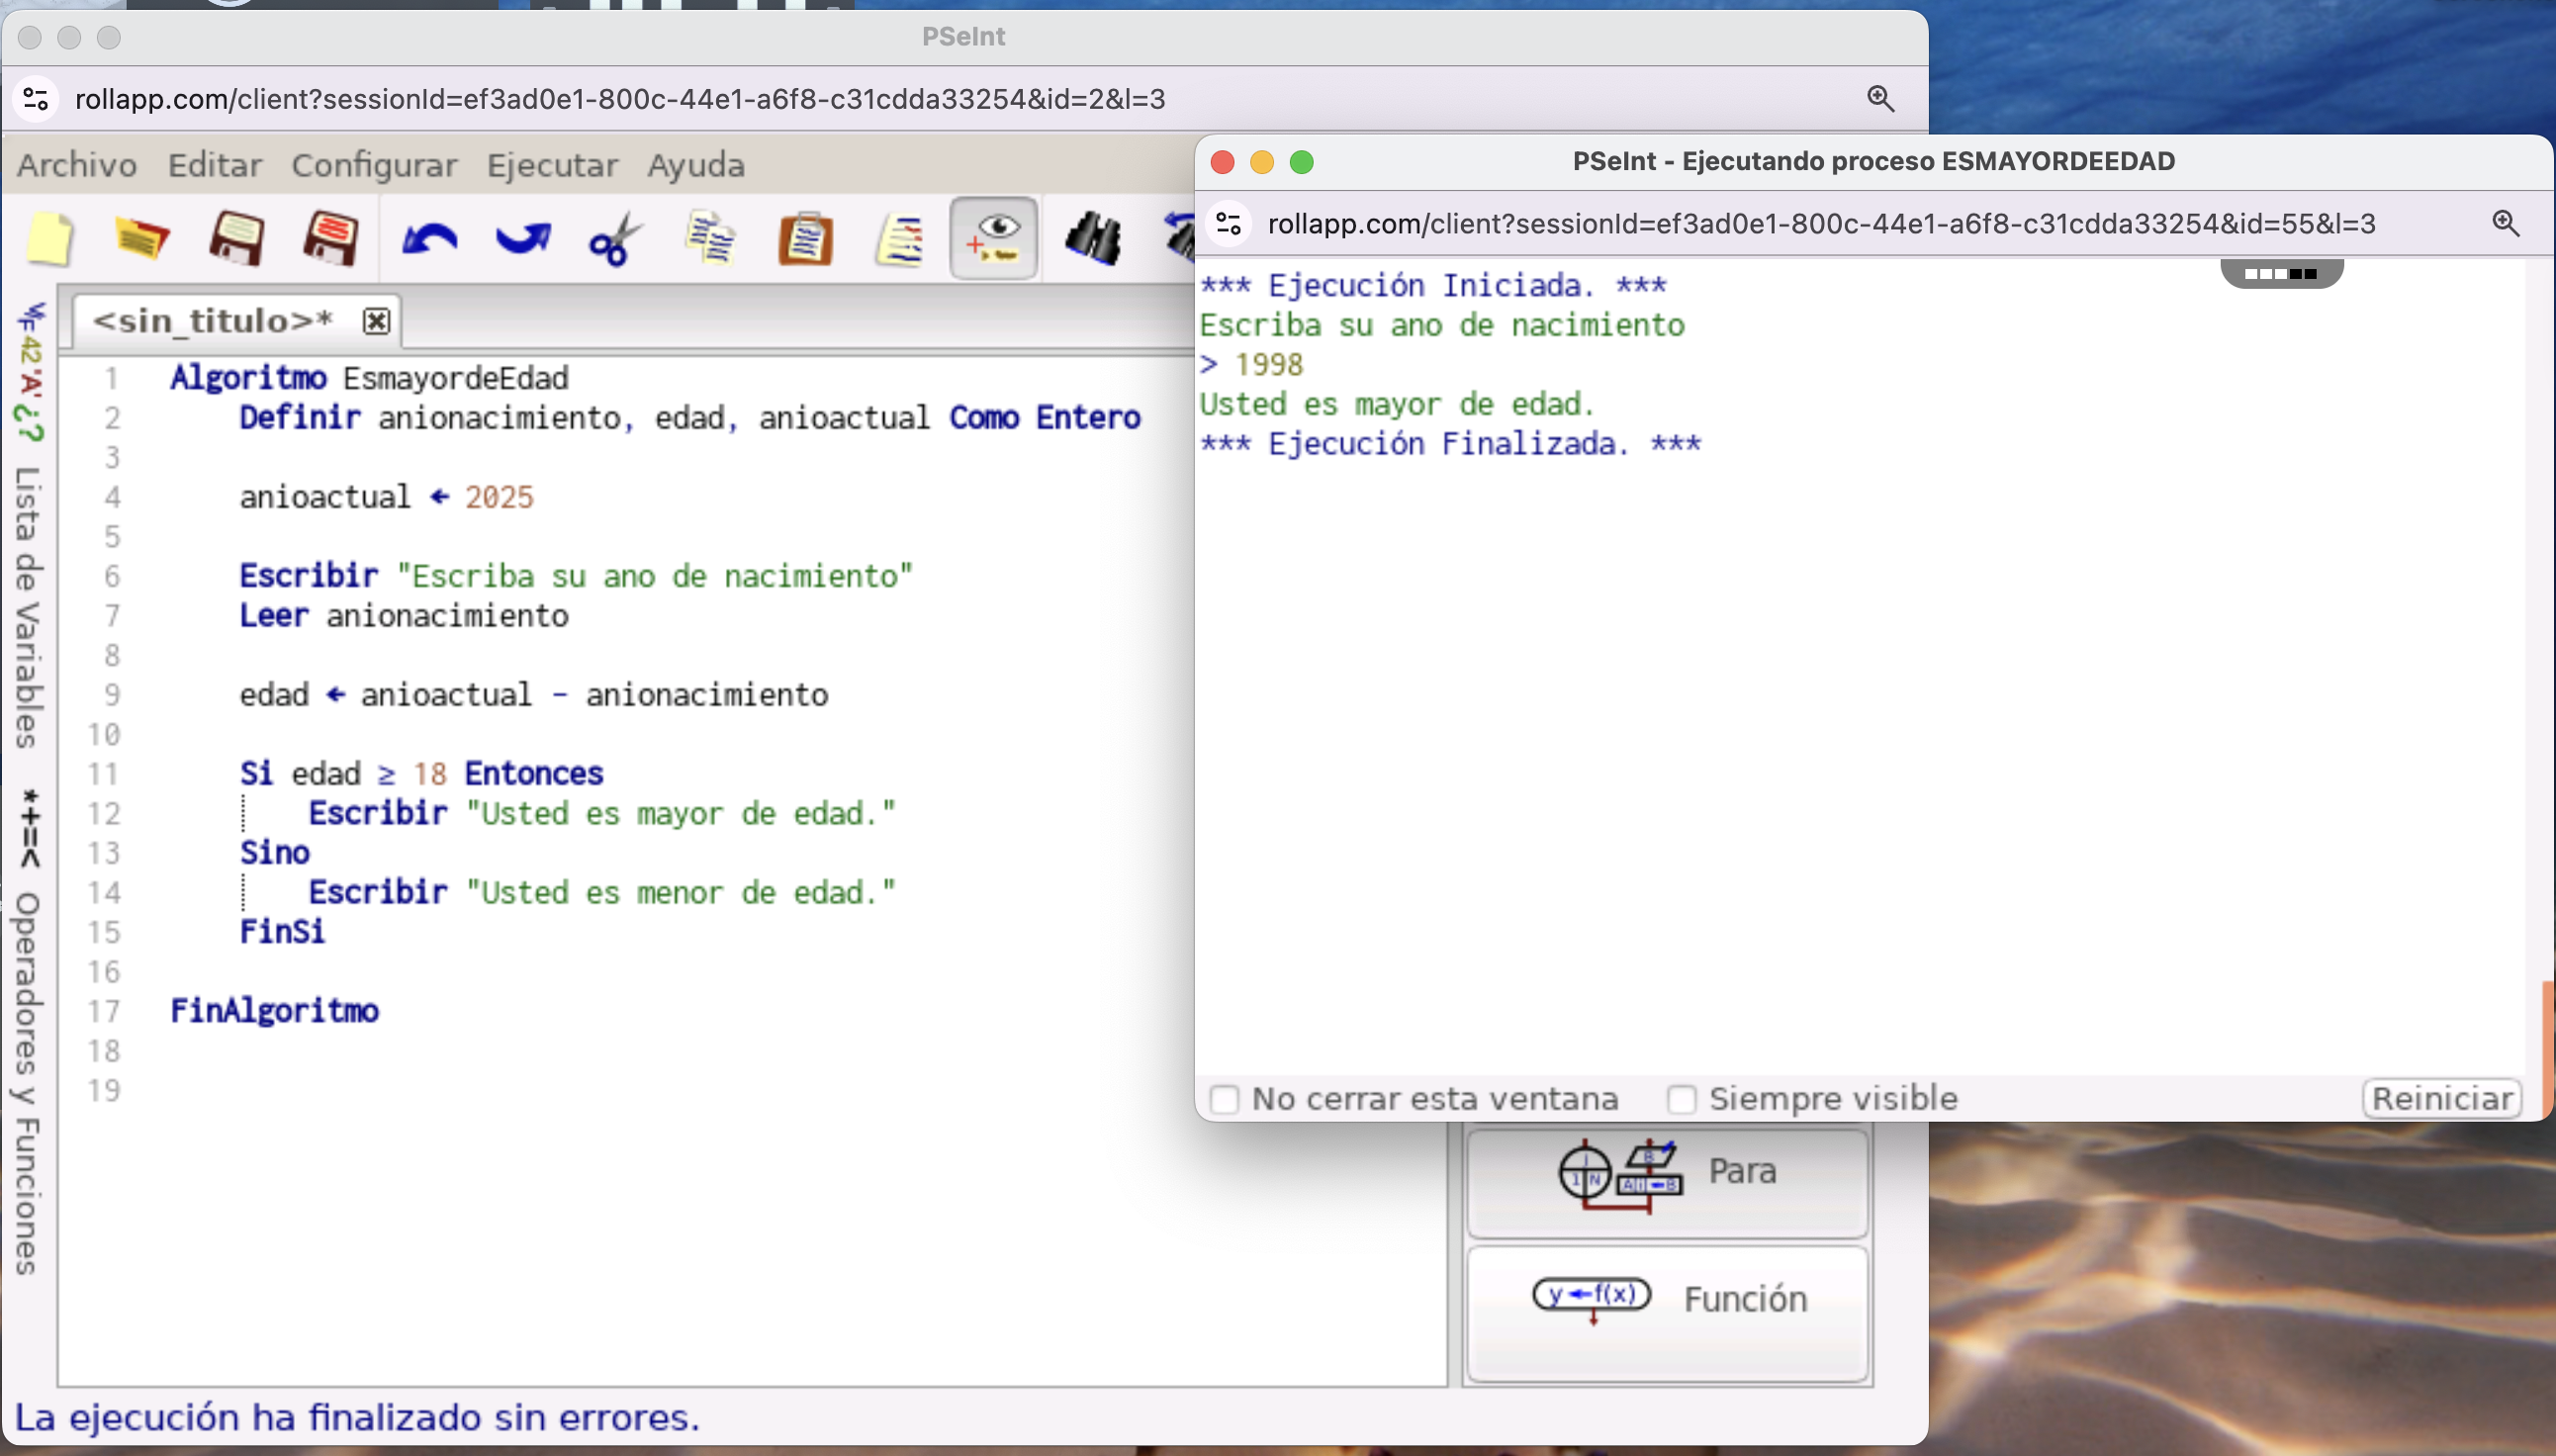 PSeInt
rollapp.com/client?sessionId=ef3ad0e1-800c-44e1-a6f8-c31cdda33254&id=2&l=3
Archivo Editar Configurar Ejecutar Ayuda
<sin_titulo>*
Lista de Variables
*+=<
Operadores y Funciones
1 Algoritmo EsmayordeEdad
2 Definir anionacimiento, edad, anioactual Como Entero
3
4 anioactual ← 2025
5
6 Escribir "Escriba su ano de nacimiento"
7 Leer anionacimiento
8
9 edad ← anioactual - anionacimiento
10
11 Si edad ≥ 18 Entonces
12 Escribir "Usted es mayor de edad."
13 Sino
14 Escribir "Usted es menor de edad."
15 FinSi
16
17 FinAlgoritmo
18
19
PSeInt - Ejecutando proceso ESMAYORDEEDAD
rollapp.com/client?sessionId=ef3ad0e1-800c-44e1-a6f8-c31cdda33254&id=55&l=3
*** Ejecución Iniciada. ***
Escriba su ano de nacimiento
> 1998
Usted es mayor de edad.
*** Ejecución Finalizada. ***
No cerrar esta ventana Siempre visible Reiniciar
Para
y←f(x) Función
La ejecución ha finalizado sin errores.